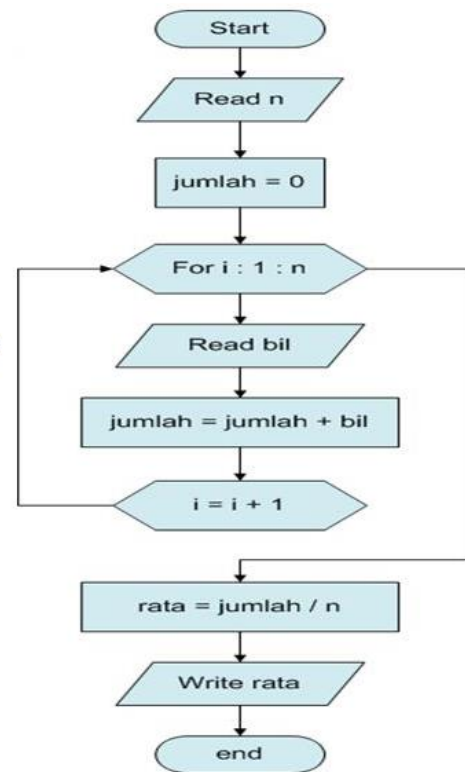 Start
Read n
jumlah = 0
For i : 1 : n
Read bil
jumlah = jumlah + bil
i = i + 1
rata = jumlah / n
Write rata
end